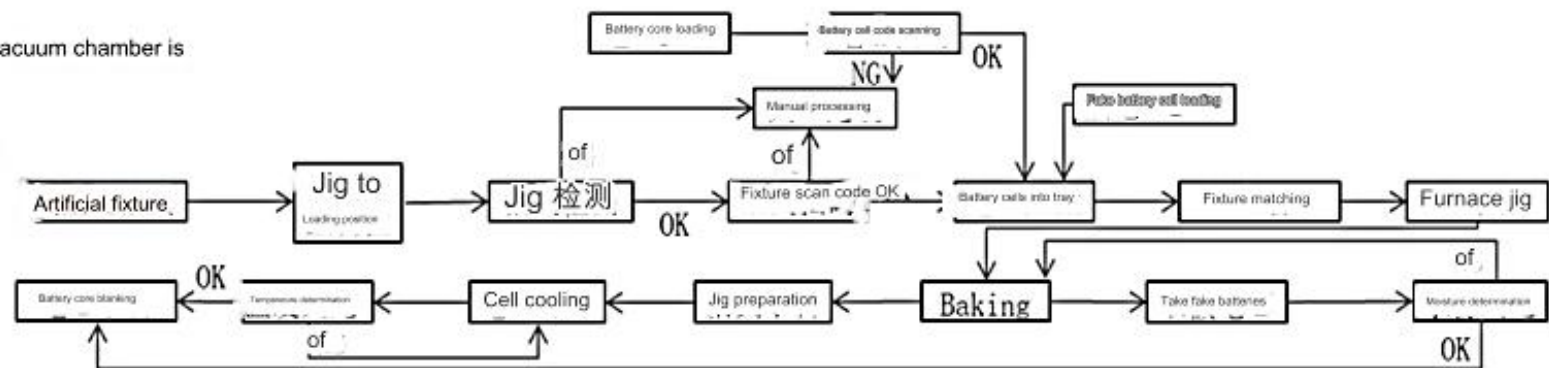 Battery core loading
Battery cell code scanning
acuum chamber is
OK
NG
Manual processing
Fake battery cell loading
of
of
Artificial fixture
Jig to
Loading position
Jig 检测
OK
Fixture scan code OK
Battery cells into tray
Fixture matching
Furnace jig
of
OK
Battery core blanking
Temperature determination
Cell cooling
Jig preparation
Baking
Take fake batteries
Moisture determination
of
OK